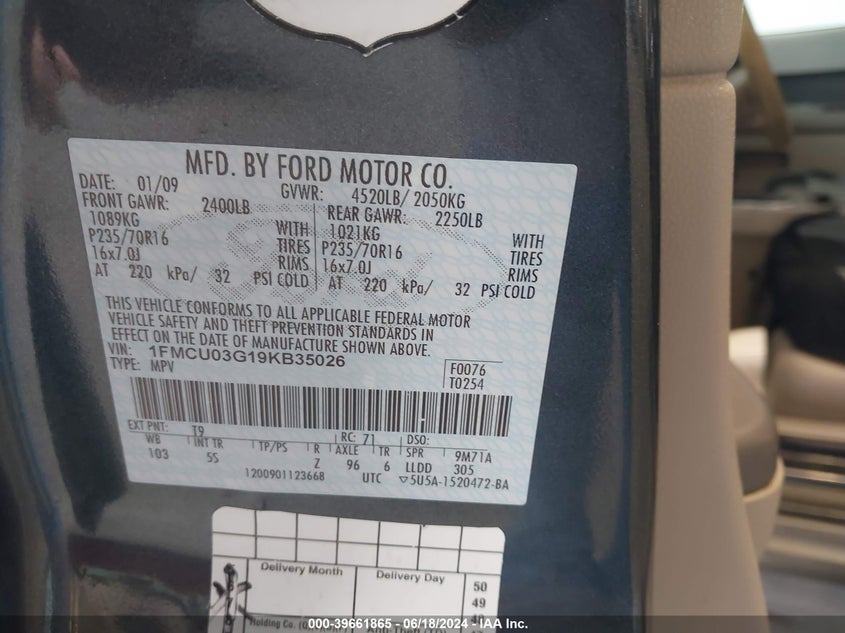 MFD. BY FORD MOTOR CO.
DATE: 01/09 GVWR: 4520LB/ 2050KG
FRONT GAWR: 2400LB REAR GAWR: 2250LB
1089KG WITH 1021KG WITH
P235/70R16 TIRES P235/70R16 TIRES
16x7.0J RIMS 16x7.0J RIMS
AT 220 kPa/ 32 PSI COLD AT 220 kPa/ 32 PSI COLD
THIS VEHICLE CONFORMS TO ALL APPLICABLE FEDERAL MOTOR
VEHICLE SAFETY AND THEFT PREVENTION STANDARDS IN
EFFECT ON THE DATE OF MANUFACTURE SHOWN ABOVE.
VIN: 1FMCU03G19KB35026 F0076
TYPE: MPV T0254
EXT PNT: T9 RC: 71 DSO:
WB INT TR TP/PS R AXLE TR SPR 9M71A
103 5S Z 96 6 LLDD 305
1200901123668 UTC ▽5U5A-1520472-BA
Delivery Month Delivery Day 50
49
Holding Co.
000-39661865 - 06/18/2024 - IAA Inc.